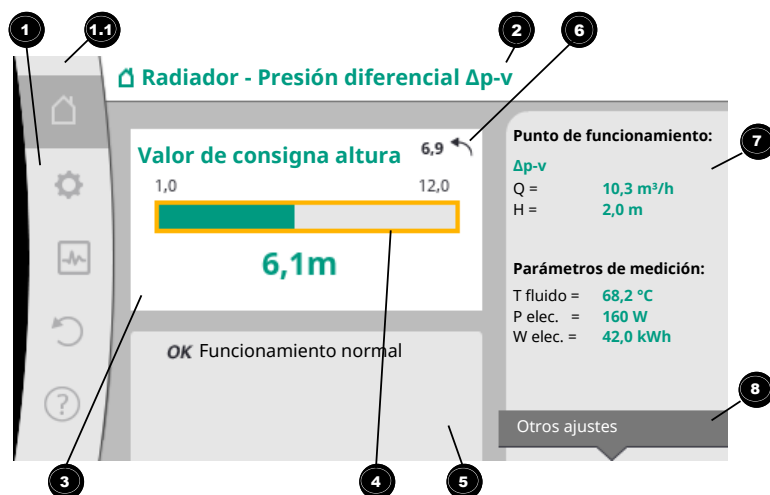 1
1.1
2
6
Radiador - Presión diferencial Δp-v
Valor de consigna altura
6,9
1,0
12,0
6,1m
OK Funcionamiento normal
Punto de funcionamiento:
7
Δp-v
Q = 10,3 m³/h
H = 2,0 m
Parámetros de medición:
T fluido = 68,2 °C
P elec. = 160 W
W elec. = 42,0 kWh
8
Otros ajustes
?
3
4
5